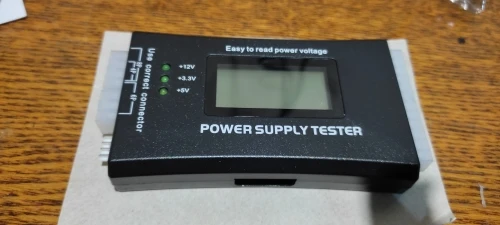 Easy to read power voltage
+12V
+3.3V
+5V
Use correct connector
POWER SUPPLY TESTER